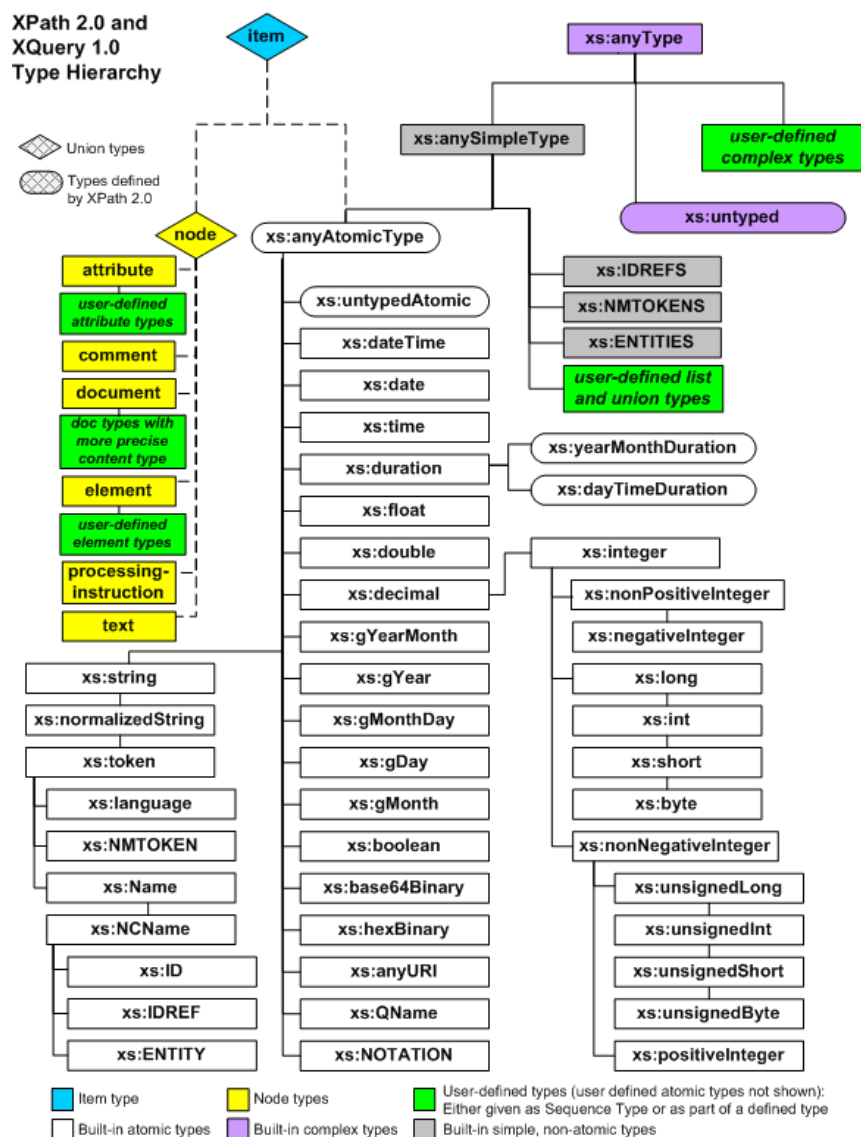 XPath 2.0 and
XQuery 1.0
Type Hierarchy
item
xs:anyType
Union types
Types defined
by XPath 2.0
xs:anySimpleType
user-defined
complex types
xs:untyped
node
xs:anyAtomicType
attribute
user-defined
attribute types
comment
document
doc types with
more precise
content type
element
user-defined
element types
processing-
instruction
text
xs:IDREFS
xs:NMTOKENS
xs:ENTITIES
user-defined list
and union types
xs:untypedAtomic
xs:dateTime
xs:date
xs:time
xs:duration
xs:yearMonthDuration
xs:dayTimeDuration
xs:float
xs:double
xs:decimal
xs:gYearMonth
xs:gYear
xs:gMonthDay
xs:gDay
xs:gMonth
xs:boolean
xs:base64Binary
xs:hexBinary
xs:anyURI
xs:QName
xs:NOTATION
xs:string
xs:normalizedString
xs:token
xs:language
xs:NMTOKEN
xs:Name
xs:NCName
xs:ID
xs:IDREF
xs:ENTITY
xs:integer
xs:nonPositiveInteger
xs:negativeInteger
xs:long
xs:int
xs:short
xs:byte
xs:nonNegativeInteger
xs:unsignedLong
xs:unsignedInt
xs:unsignedShort
xs:unsignedByte
xs:positiveInteger
Item type
Node types
User-defined types (user defined atomic types not shown):
Either given as Sequence Type or as part of a defined type
Built-in atomic types
Built-in complex types
Built-in simple, non-atomic types